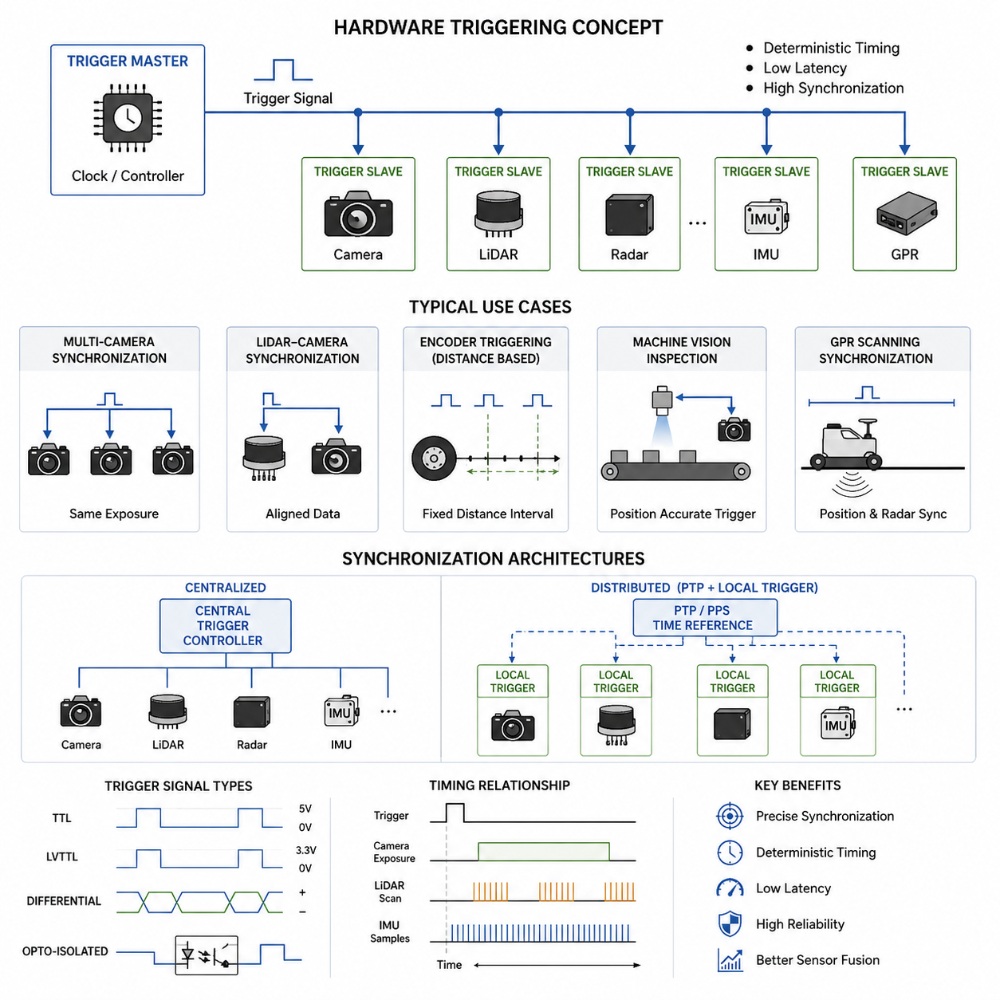 HARDWARE TRIGGERING CONCEPT
TRIGGER MASTER
Clock / Controller
Trigger Signal
• Deterministic Timing
• Low Latency
• High Synchronization
TRIGGER SLAVE
Camera
TRIGGER SLAVE
LiDAR
TRIGGER SLAVE
Radar
...
TRIGGER SLAVE
IMU
IMU
TRIGGER SLAVE
GPR
TYPICAL USE CASES
MULTI-CAMERA
SYNCHRONIZATION
Same Exposure
LIDAR–CAMERA
SYNCHRONIZATION
Aligned Data
ENCODER TRIGGERING
(DISTANCE BASED)
Fixed Distance Interval
MACHINE VISION
INSPECTION
Position Accurate Trigger
GPR SCANNING
SYNCHRONIZATION
Position & Radar Sync
SYNCHRONIZATION ARCHITECTURES
CENTRALIZED
CENTRAL
TRIGGER
CONTROLLER
Camera
LiDAR
Radar
IMU
IMU
...
DISTRIBUTED (PTP + LOCAL TRIGGER)
PTP / PPS
TIME REFERENCE
LOCAL
TRIGGER
LOCAL
TRIGGER
LOCAL
TRIGGER
LOCAL
TRIGGER
IMU
...
TRIGGER SIGNAL TYPES
TTL
5V
0V
LVTTL
3.3V
0V
DIFFERENTIAL
+
−
OPTO-ISOLATED
TIMING RELATIONSHIP
Trigger
Camera
Exposure
LiDAR
Scan
IMU
Samples
Time
KEY BENEFITS
Precise Synchronization
Deterministic Timing
Low Latency
High Reliability
Better Sensor Fusion